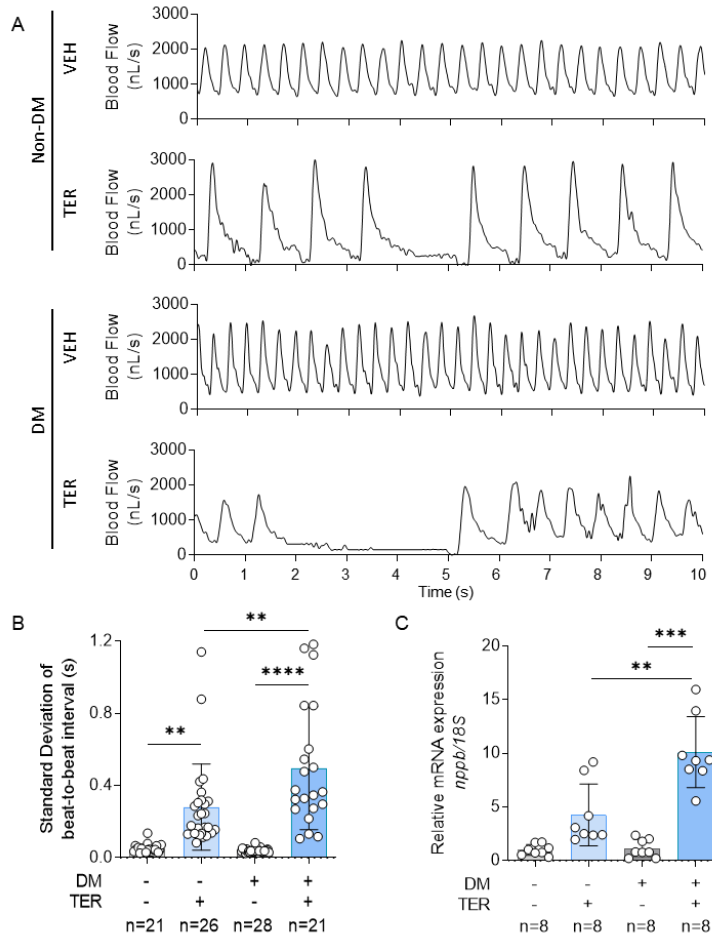 A
Non-DM
VEH
Blood Flow
(nL/s)
3000
2000
1000
0
TER
Blood Flow
(nL/s)
3000
2000
1000
0
DM
VEH
Blood Flow
(nL/s)
3000
2000
1000
0
TER
Blood Flow
(nL/s)
3000
2000
1000
0
0 1 2 3 4 5 6 7 8 9 10
Time (s)
B
Standard Deviation of
beat-to-beat interval (s)
1.2
0.8
0.4
0.0
**
**
****
DM - - + +
TER - + - +
n=21 n=26 n=28 n=21
C
Relative mRNA expression
nppb/18S
20
15
10
5
0
***
**
DM - - + +
TER - + - +
n=8 n=8 n=8 n=8